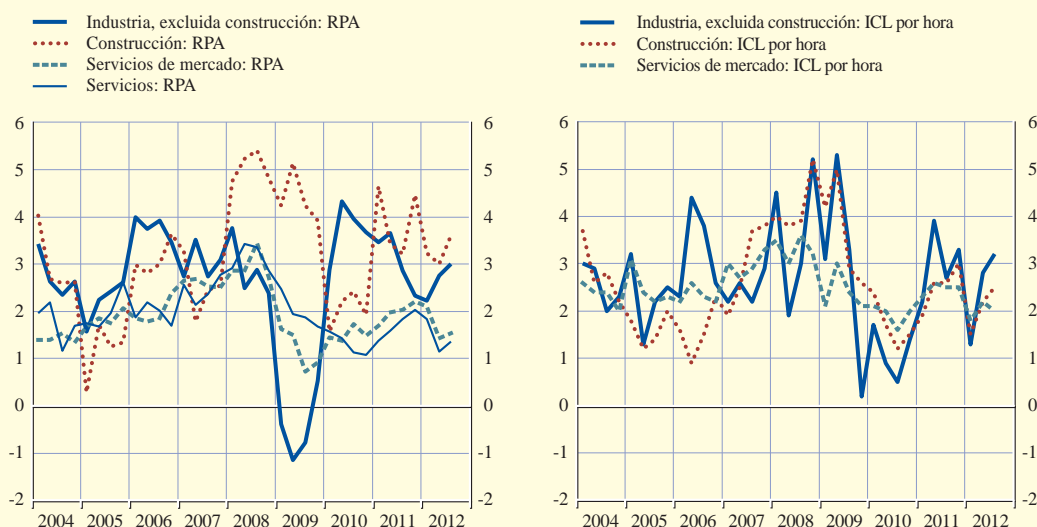 Industria, excluida construcción: RPA
Construcción: RPA
Servicios de mercado: RPA
Servicios: RPA
6 6
5 5
4 4
3 3
2 2
1 1
0 0
-1 -1
-2 -2
2004 2005 2006 2007 2008 2009 2010 2011 2012
Industria, excluida construcción: ICL por hora
Construcción: ICL por hora
Servicios de mercado: ICL por hora
6 6
5 5
4 4
3 3
2 2
1 1
0 0
-1 -1
-2 -2
2004 2005 2006 2007 2008 2009 2010 2011 2012